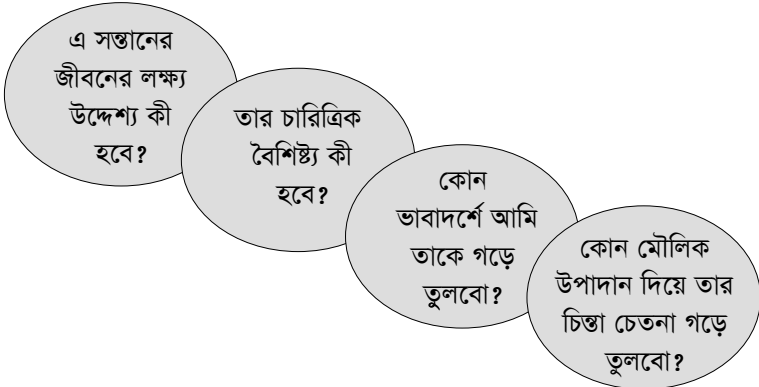 এ সন্তানের
জীবনের লক্ষ্য
উদ্দেশ্য কী
হবে?
তার চারিত্রিক
বৈশিষ্ট্য কী
হবে?
কোন
ভাবাদর্শে আমি
তাকে গড়ে
তুলবো?
কোন মৌলিক
উপাদান দিয়ে তার
চিন্তা চেতনা গড়ে
তুলবো?